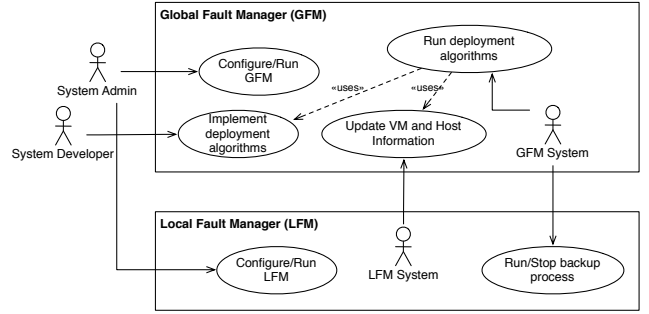 Global Fault Manager (GFM)
Run deployment
algorithms
Configure/Run
GFM
System Admin
«uses»
«uses»
Implement
deployment
algorithms
Update VM and Host
Information
System Developer
GFM System
Local Fault Manager (LFM)
Configure/Run
LFM
LFM System
Run/Stop backup
process